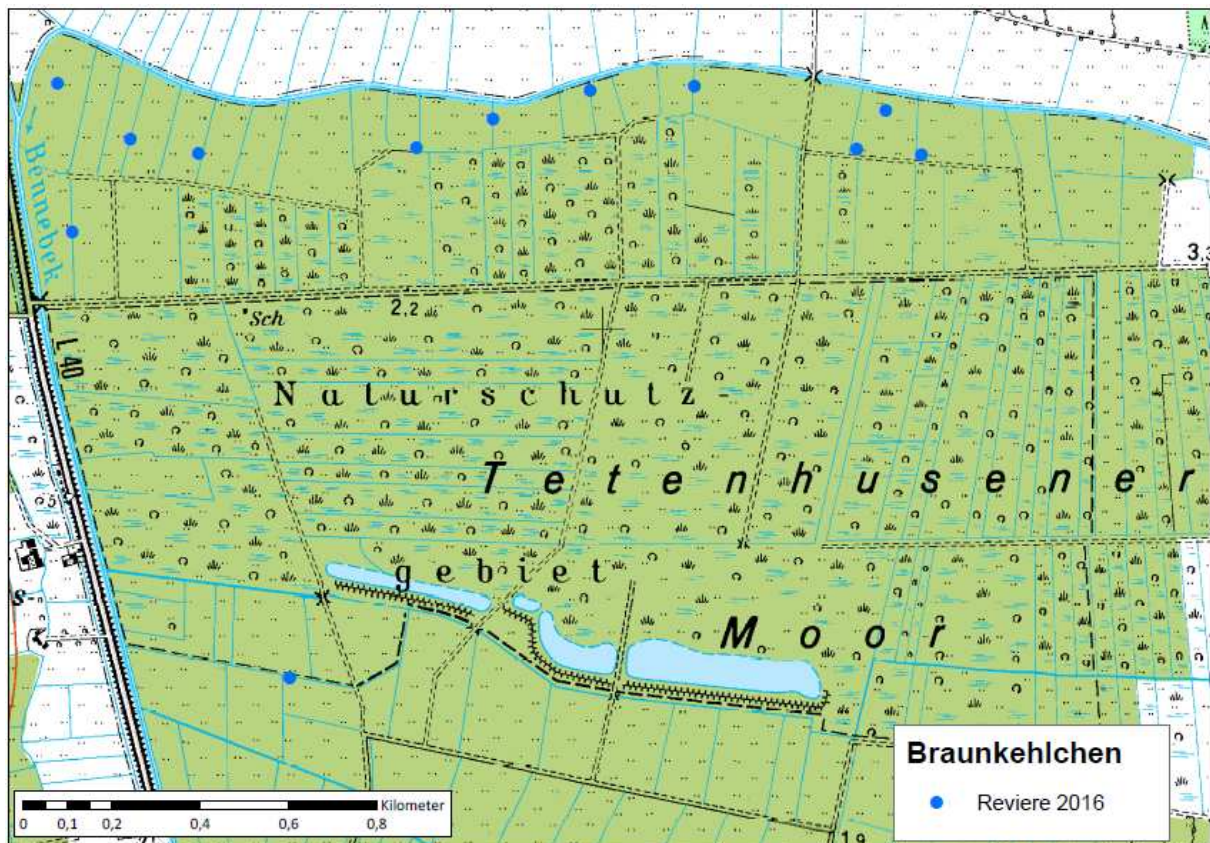 A
Bennebek
3,3
2,2
Sch
L 40
Naturschutz-
Tetenhusener
gebiet
s-
Moor
Braunkehlchen
Reviere 2016
Kilometer
0 0,1 0,2 0,4 0,6 0,8
1,9